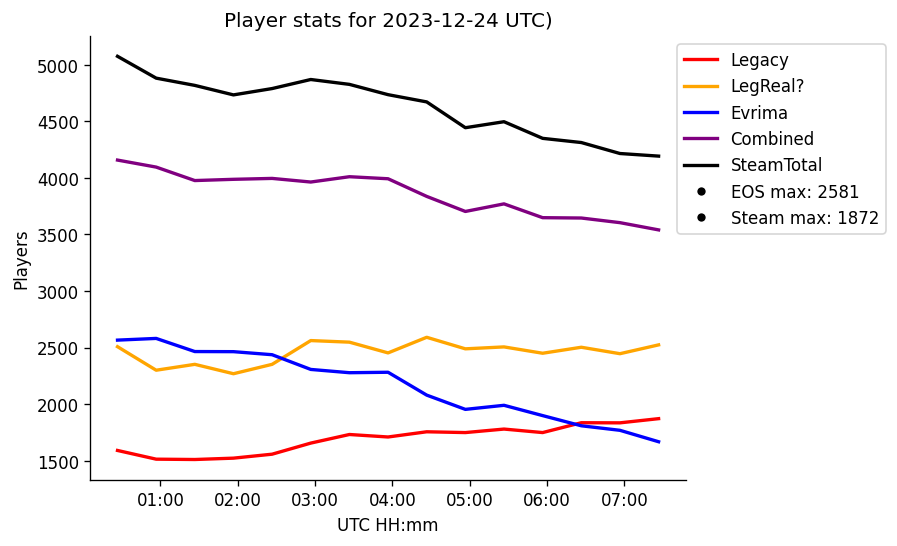 Player stats for 2023-12-24 UTC)
Legacy
LegReal?
Evrima
Combined
SteamTotal
EOS max: 2581
Steam max: 1872
Players
5000
4500
4000
3500
3000
2500
2000
1500
01:00 02:00 03:00 04:00 05:00 06:00 07:00
UTC HH:mm